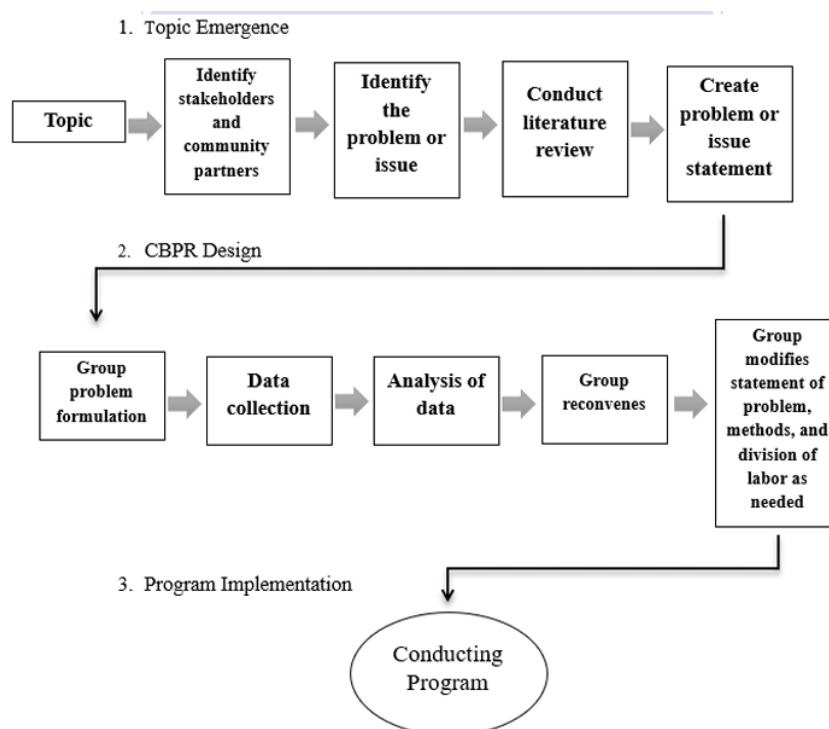 1. Topic Emergence
Topic
Identify
stakeholders
and
community
partners
Identify
the
problem or
issue
Conduct
literature
review
Create
problem or
issue
statement
2. CBPR Design
Group
problem
formulation
Data
collection
Analysis of
data
Group
reconvenes
Group
modifies
statement of
problem,
methods, and
division of
labor as
needed
3. Program Implementation
Conducting
Program